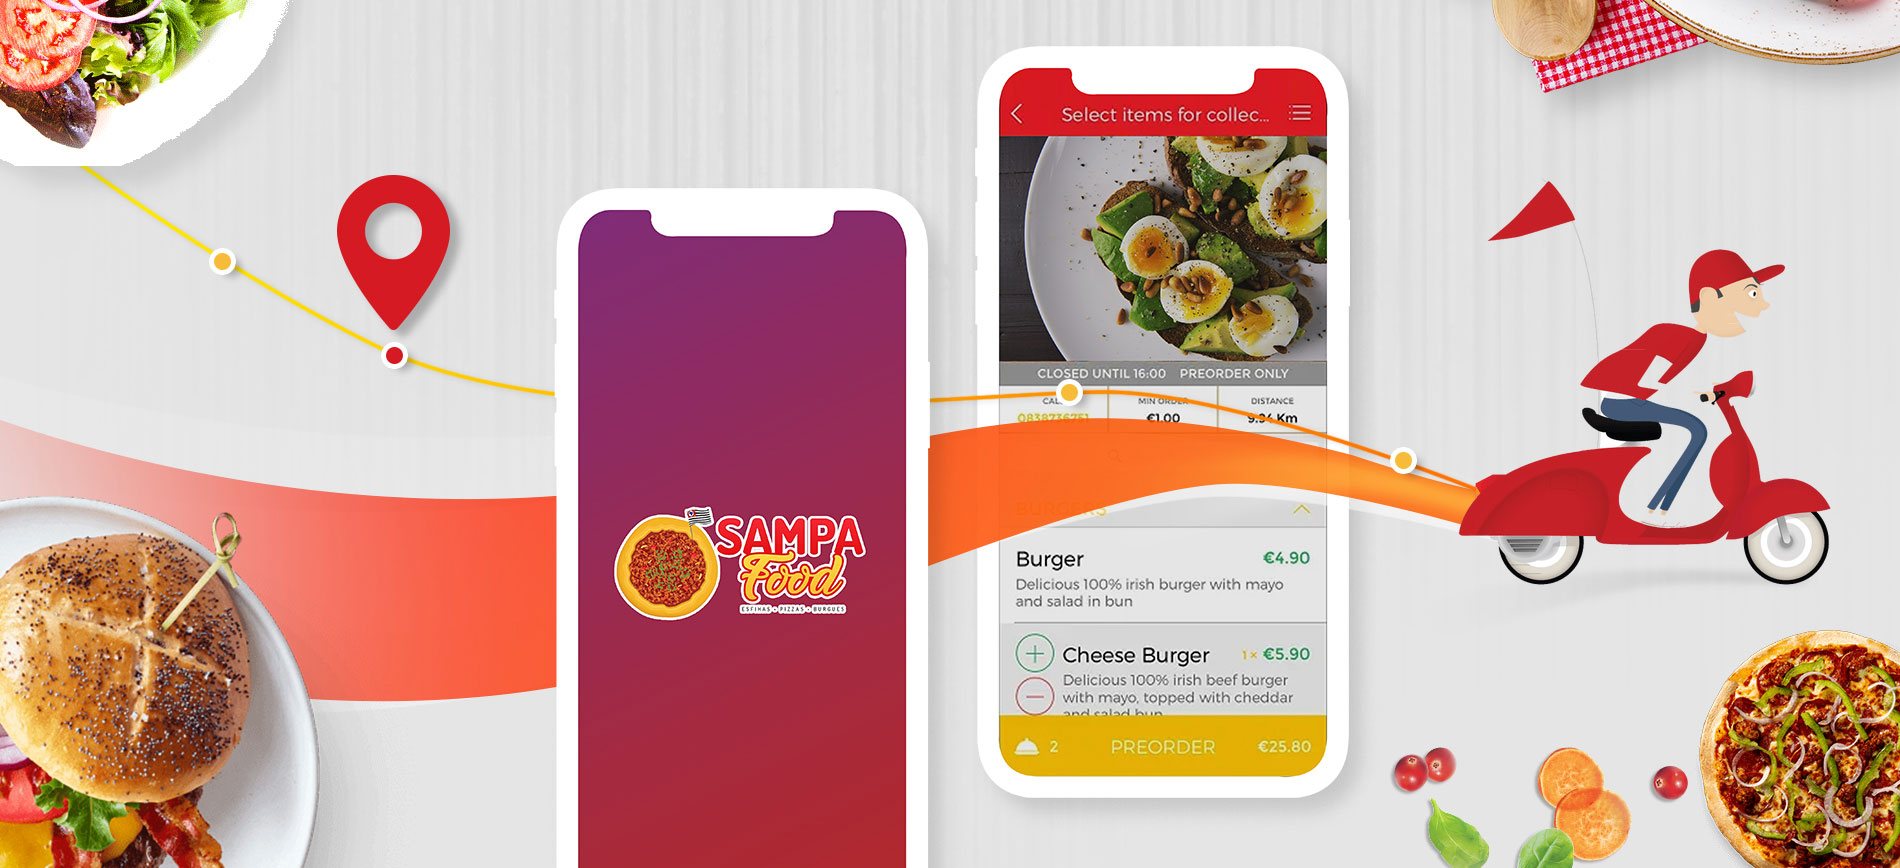 SAMPA
Food
ESFIHAS • PIZZAS • BURGUES
Select items for collec...
CLOSED UNTIL 16:00 PREORDER ONLY
MIN ORDER DISTANCE
0838736751 €1.00 9.94 Km
BURGERS
Burger €4.90
Delicious 100% irish burger with mayo
and salad in bun
Cheese Burger 1× €5.90
Delicious 100% irish beef burger
with mayo, topped with cheddar
and salad bun
2 PREORDER €25.80